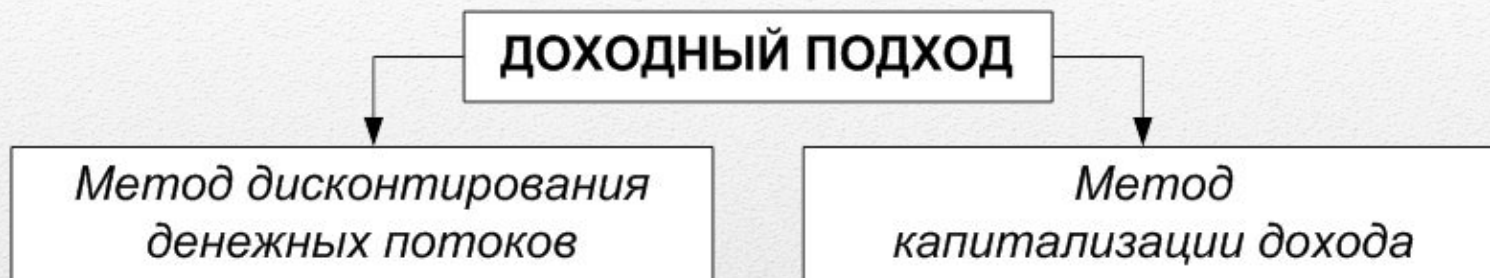 ДОХОДНЫЙ ПОДХОД
Метод дисконтирования
денежных потоков
Метод
капитализации дохода